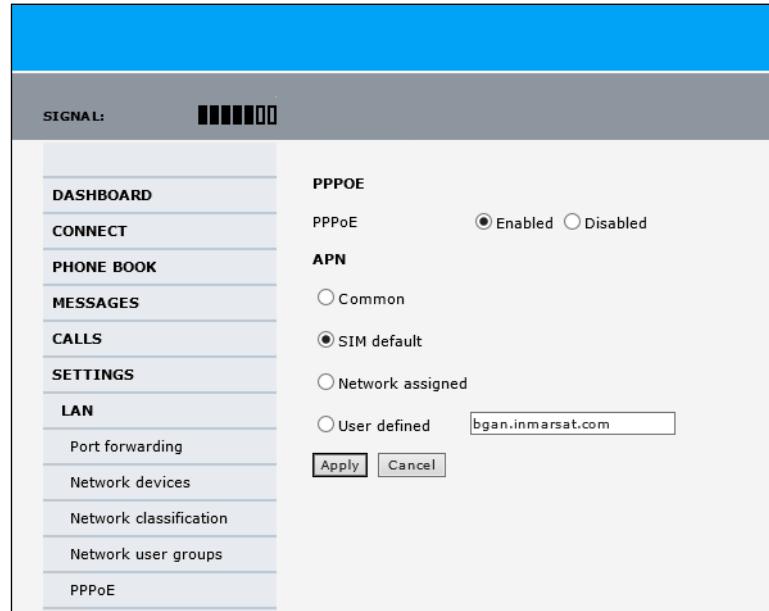 SIGNAL:
DASHBOARD
CONNECT
PHONE BOOK
MESSAGES
CALLS
SETTINGS
LAN
Port forwarding
Network devices
Network classification
Network user groups
PPPoE
PPPOE
PPPoE Enabled Disabled
APN
Common
SIM default
Network assigned
User defined bgan.inmarsat.com
Apply Cancel